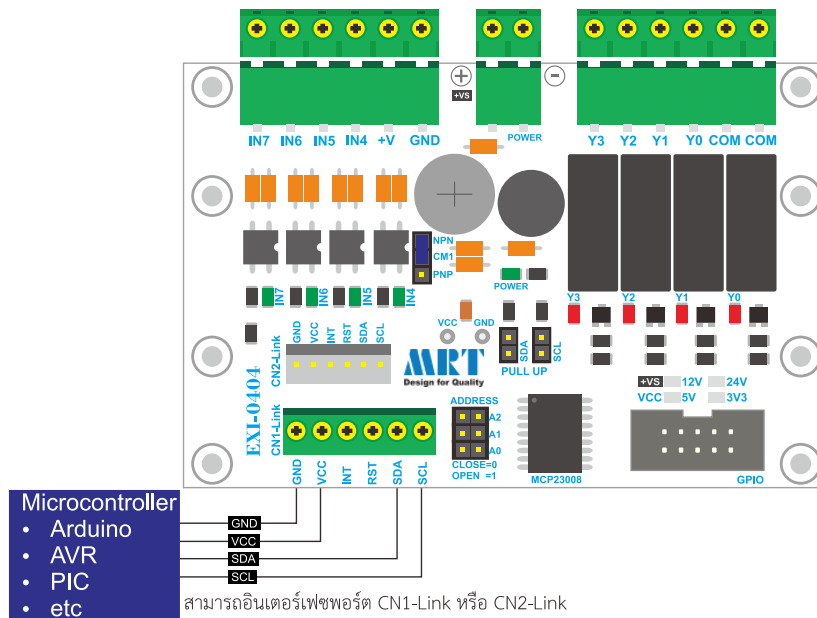 +VS
POWER
IN7 IN6 IN5 IN4 +V GND
Y3 Y2 Y1 Y0 COM COM
NPN
CM1
PNP
POWER
IN7 IN6 IN5 IN4
Y3 Y2 Y1 Y0
CN2-Link
GND VCC INT RST SDA SCL
VCC GND
MRT
Design for Quality
SDA SCL
PULL UP
+VS 12V 24V
VCC 5V 3V3
EXI-0404
CN1-Link
ADDRESS
A2
A1
A0
CLOSE=0
OPEN =1
MCP23008
GPIO
GND VCC INT RST SDA SCL
Microcontroller
• Arduino
• AVR
• PIC
• etc
GND
VCC
SDA
SCL
สามารถอินเตอร์เฟซพอร์ต CN1-Link หรือ CN2-Link